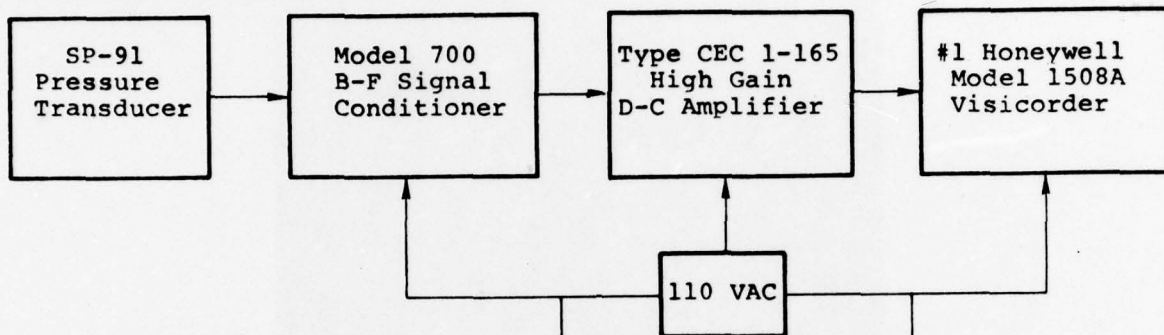 SP-91
Pressure
Transducer
Model 700
B-F Signal
Conditioner
Type CEC 1-165
High Gain
D-C Amplifier
#1 Honeywell
Model 1508A
Visicorder
110 VAC